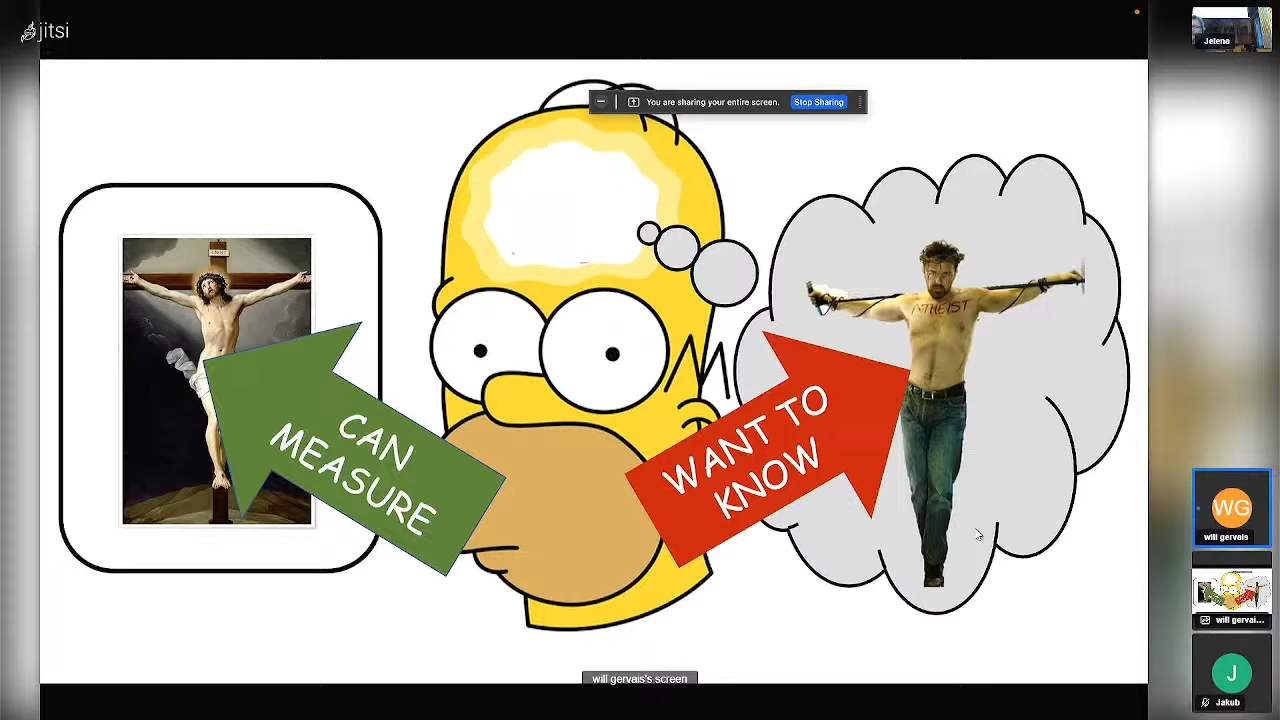 jitsi
You are sharing your entire screen.
Stop Sharing
Jelena
INRI
CAN
MEASURE
WANT TO
KNOW
ATHEIST
WG
will gervais
will gervai...
J
Jakub
will gervais's screen